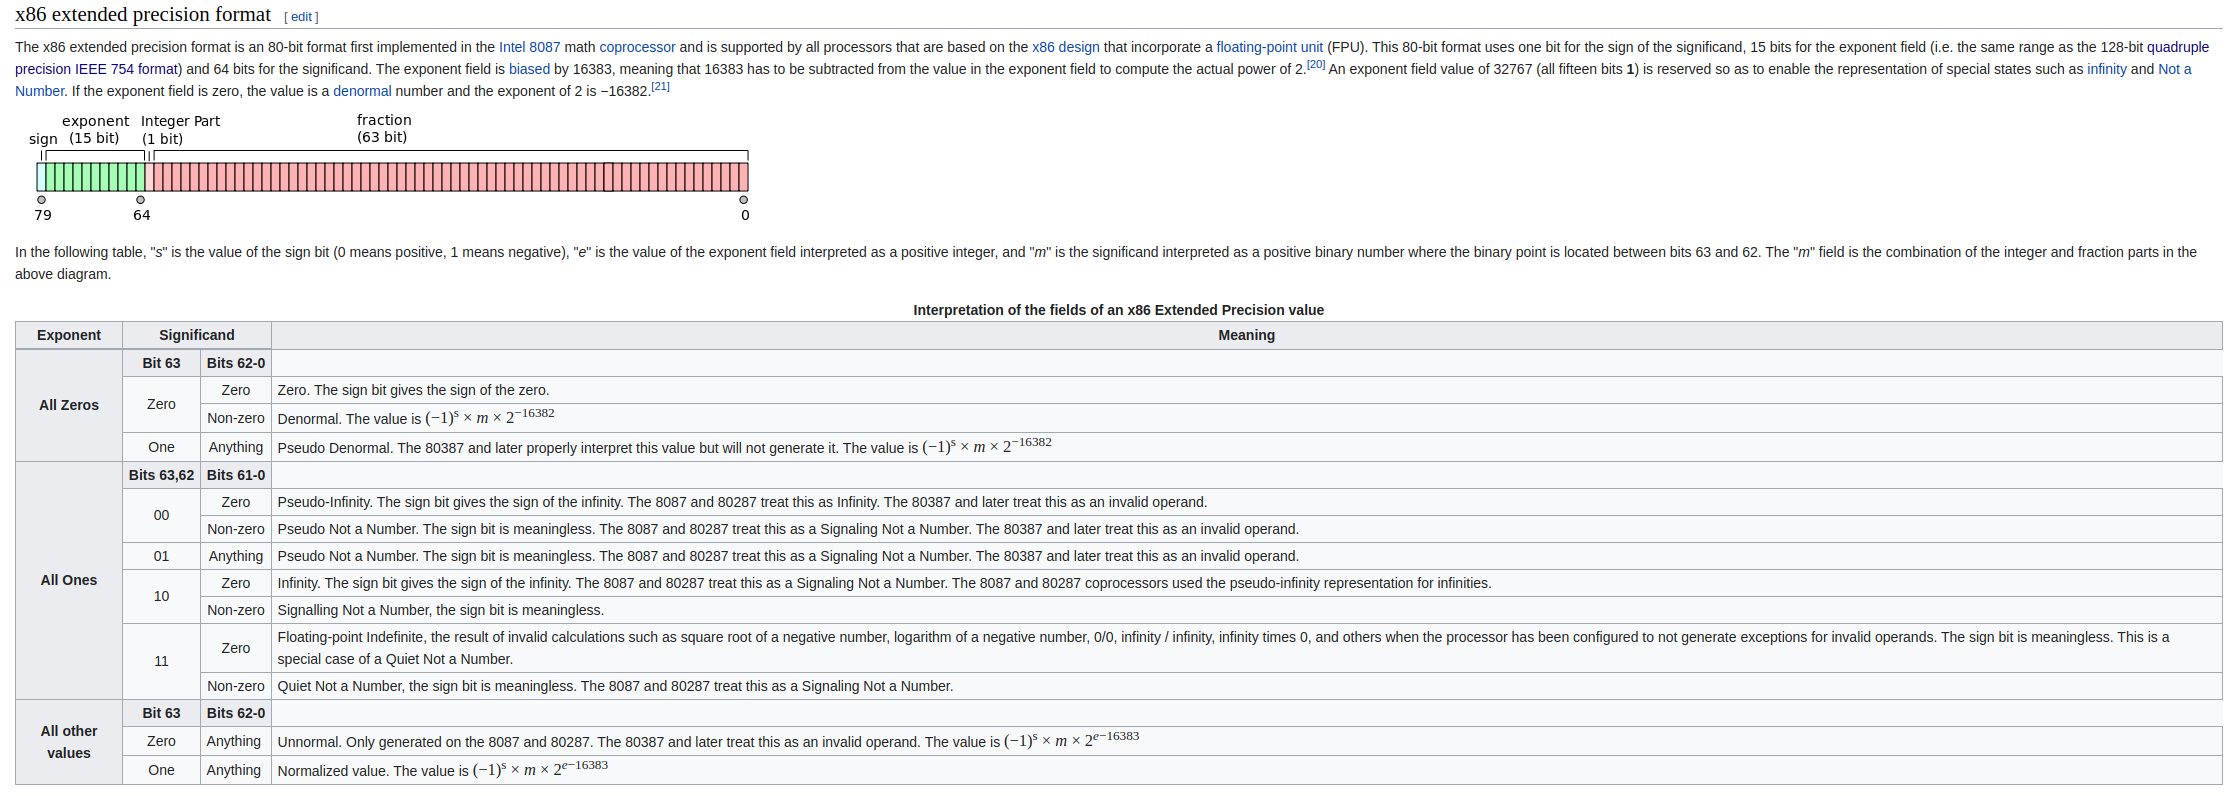 x86 extended precision format [ edit ]
The x86 extended precision format is an 80-bit format first implemented in the Intel 8087 math coprocessor and is supported by all processors that are based on the x86 design that incorporate a floating-point unit (FPU). This 80-bit format uses one bit for the sign of the significand, 15 bits for the exponent field (i.e. the same range as the 128-bit quadruple
precision IEEE 754 format) and 64 bits for the significand. The exponent field is biased by 16383, meaning that 16383 has to be subtracted from the value in the exponent field to compute the actual power of 2.[20] An exponent field value of 32767 (all fifteen bits 1) is reserved so as to enable the representation of special states such as infinity and Not a
Number. If the exponent field is zero, the value is a denormal number and the exponent of 2 is −16382.[21]
exponent Integer Part fraction
sign (15 bit) (1 bit) (63 bit)
79 64 0
In the following table, "s" is the value of the sign bit (0 means positive, 1 means negative), "e" is the value of the exponent field interpreted as a positive integer, and "m" is the significand interpreted as a positive binary number where the binary point is located between bits 63 and 62. The "m" field is the combination of the integer and fraction parts in the
above diagram.
Interpretation of the fields of an x86 Extended Precision value
Exponent Significand Meaning
All Zeros
Bit 63 Bits 62-0
Zero
Zero Zero. The sign bit gives the sign of the zero.
Non-zero Denormal. The value is (−1)^s × m × 2^−16382
One Anything Pseudo Denormal. The 80387 and later properly interpret this value but will not generate it. The value is (−1)^s × m × 2^−16382
All Ones
Bits 63,62 Bits 61-0
00
Zero Pseudo-Infinity. The sign bit gives the sign of the infinity. The 8087 and 80287 treat this as Infinity. The 80387 and later treat this as an invalid operand.
Non-zero Pseudo Not a Number. The sign bit is meaningless. The 8087 and 80287 treat this as a Signaling Not a Number. The 80387 and later treat this as an invalid operand.
01 Anything Pseudo Not a Number. The sign bit is meaningless. The 8087 and 80287 treat this as a Signaling Not a Number. The 80387 and later treat this as an invalid operand.
10
Zero Infinity. The sign bit gives the sign of the infinity. The 8087 and 80287 treat this as a Signaling Not a Number. The 8087 and 80287 coprocessors used the pseudo-infinity representation for infinities.
Non-zero Signalling Not a Number, the sign bit is meaningless.
11
Zero Floating-point Indefinite, the result of invalid calculations such as square root of a negative number, logarithm of a negative number, 0/0, infinity / infinity, infinity times 0, and others when the processor has been configured to not generate exceptions for invalid operands. The sign bit is meaningless. This is a
special case of a Quiet Not a Number.
Non-zero Quiet Not a Number, the sign bit is meaningless. The 8087 and 80287 treat this as a Signaling Not a Number.
All other
values
Bit 63 Bits 62-0
Zero Anything Unnormal. Only generated on the 8087 and 80287. The 80387 and later treat this as an invalid operand. The value is (−1)^s × m × 2^e−16383
One Anything Normalized value. The value is (−1)^s × m × 2^e−16383